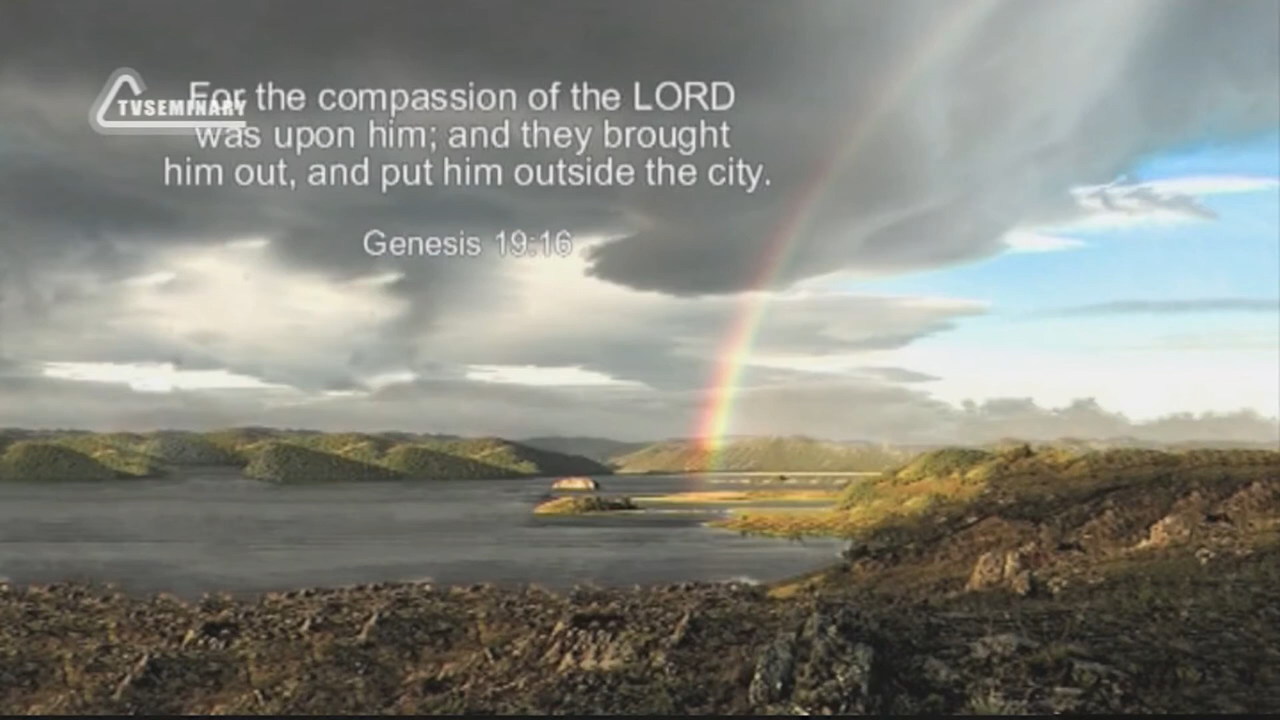 TVSEMINARY
For the compassion of the LORD
was upon him; and they brought
him out, and put him outside the city.
Genesis 19:16